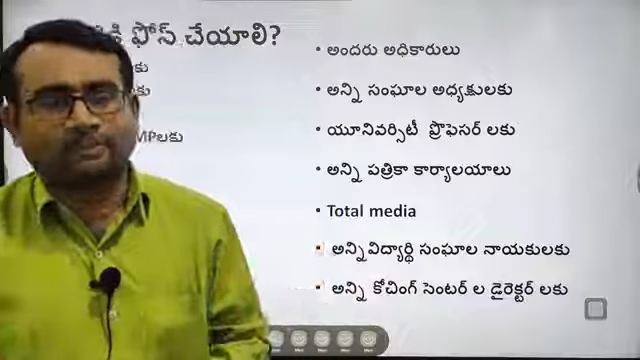 ఫోన్ చేయాలి?
కు
కు
MPలకు
• అందరు అధికారులు
• అన్ని సంఘాల అధ్యక్షులకు
• యూనివర్సిటీ ప్రొఫెసర్ లకు
• అన్ని పత్రికా కార్యాలయాలు
• Total media
అన్ని విద్యార్థి సంఘాల నాయకులకు
అన్ని కోచింగ్ సెంటర్ ల డైరెక్టర్ లకు